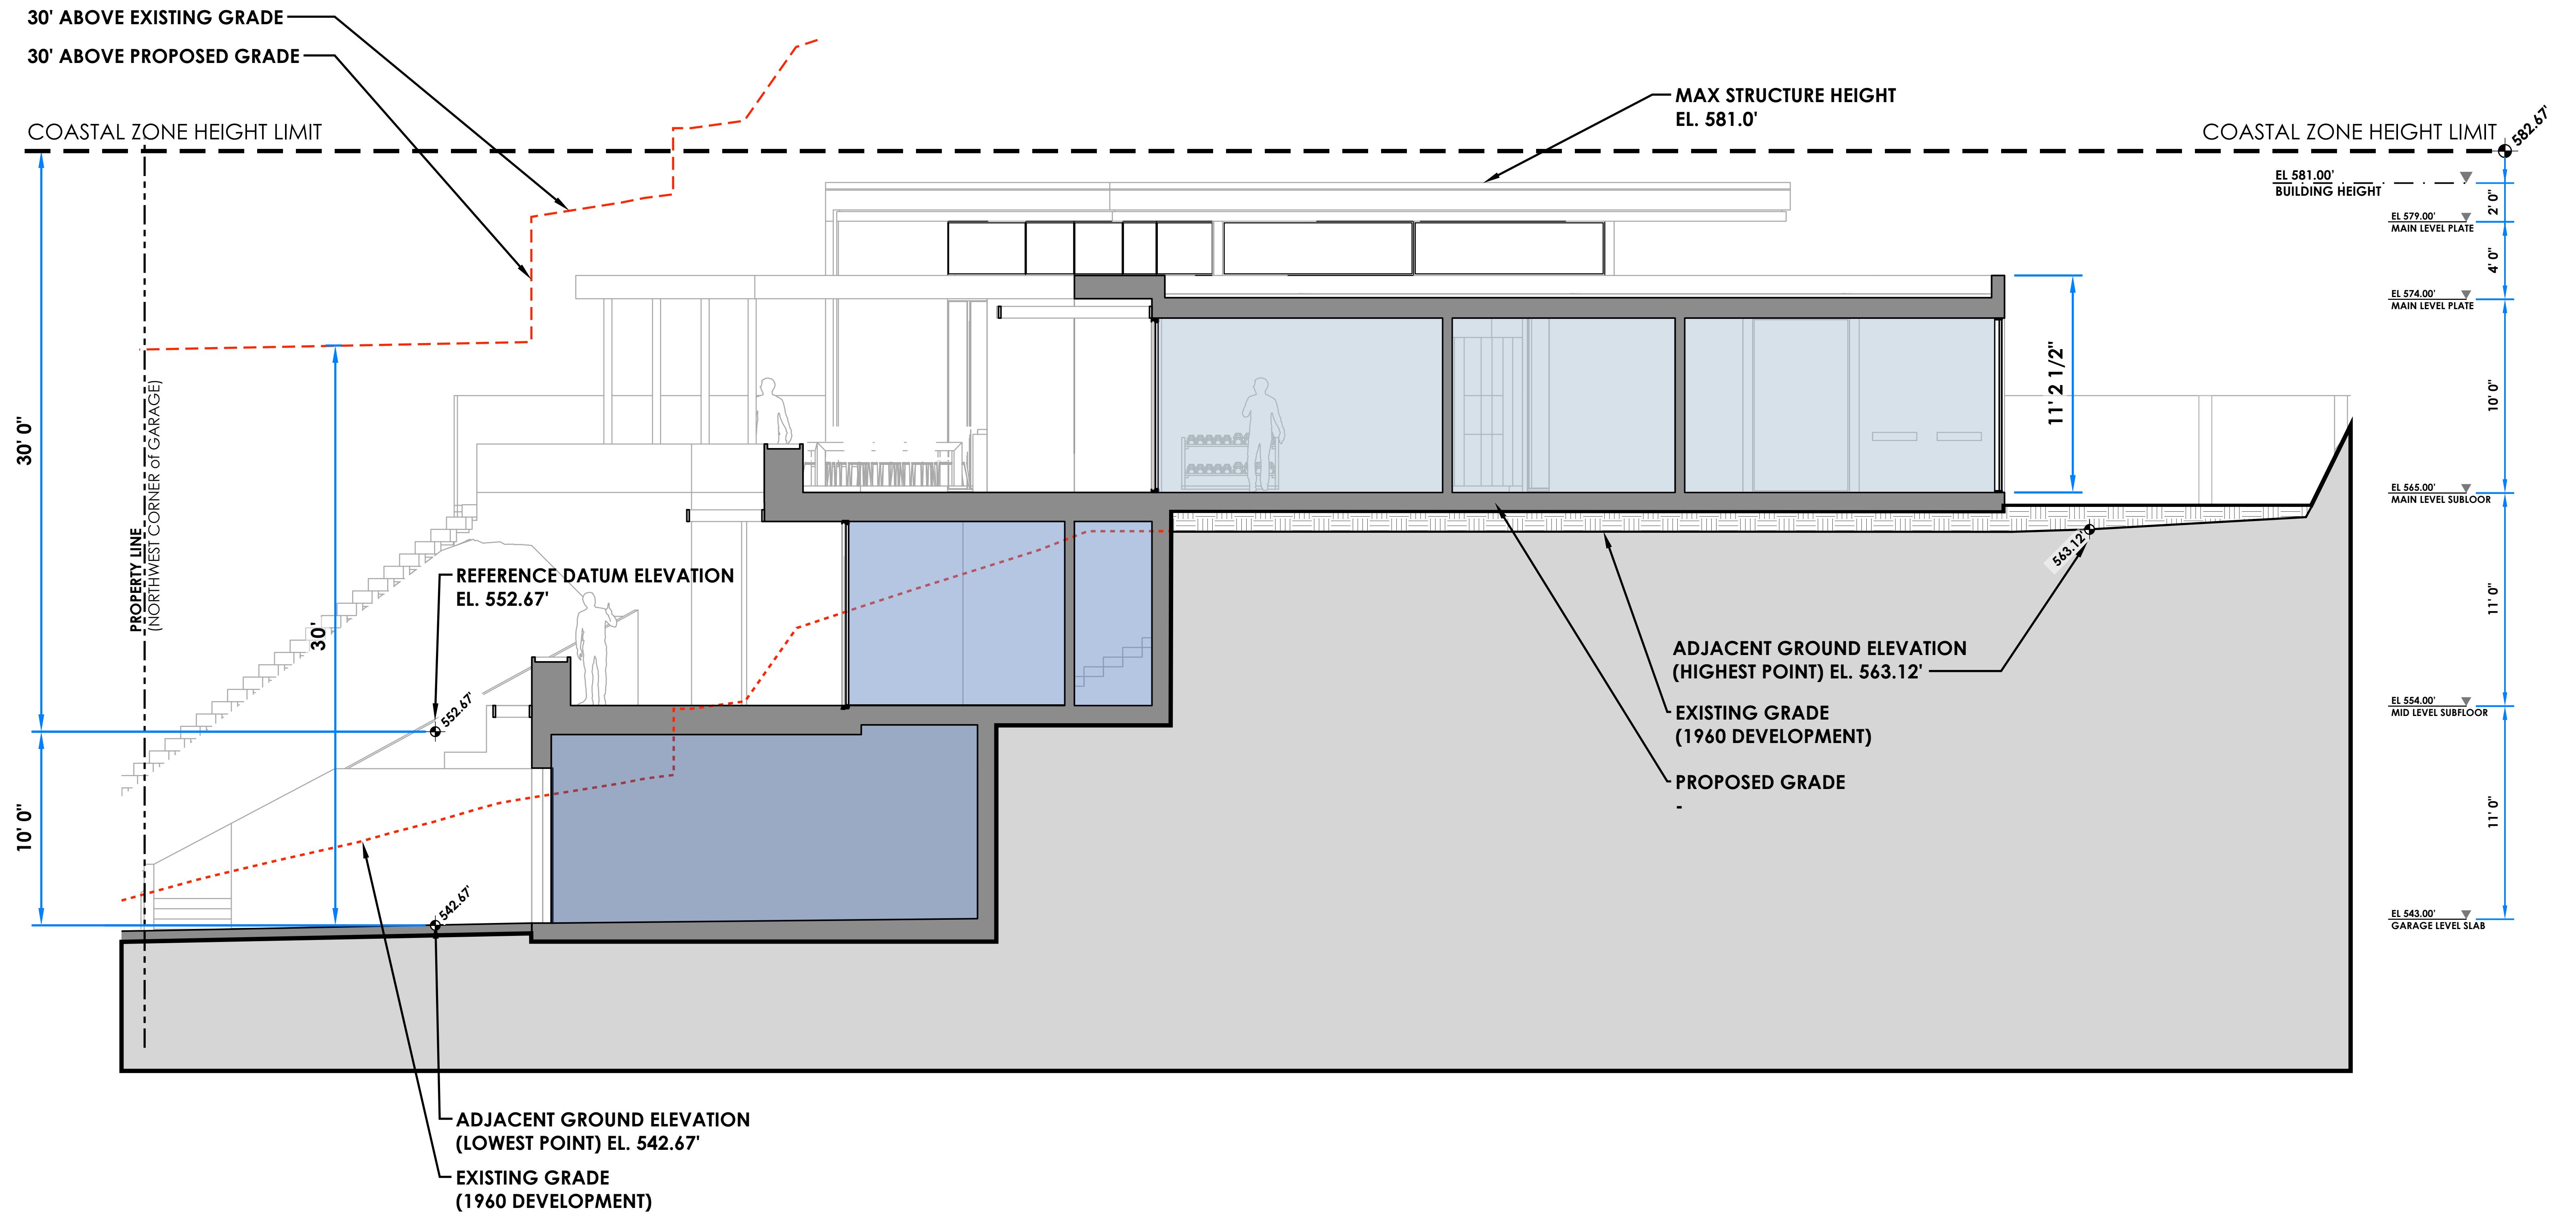 30' ABOVE EXISTING GRADE
30' ABOVE PROPOSED GRADE
MAX STRUCTURE HEIGHT
EL. 581.0'
COASTAL ZONE HEIGHT LIMIT
COASTAL ZONE HEIGHT LIMIT
582.67'
EL 581.00'
BUILDING HEIGHT
2' 0"
EL 579.00'
MAIN LEVEL PLATE
4' 0"
EL 574.00'
MAIN LEVEL PLATE
11' 2 1/2"
10' 0"
30' 0"
PROPERTY LINE
(NORTHWEST CORNER of GARAGE)
EL 565.00'
MAIN LEVEL SUBLOOR
563.12'
REFERENCE DATUM ELEVATION
EL. 552.67'
30'
11' 0"
ADJACENT GROUND ELEVATION
(HIGHEST POINT) EL. 563.12'
552.67'
EXISTING GRADE
(1960 DEVELOPMENT)
EL 554.00'
MID LEVEL SUBFLOOR
PROPOSED GRADE
-
10' 0"
11' 0"
542.67'
EL 543.00'
GARAGE LEVEL SLAB
ADJACENT GROUND ELEVATION
(LOWEST POINT) EL. 542.67'
EXISTING GRADE
(1960 DEVELOPMENT)